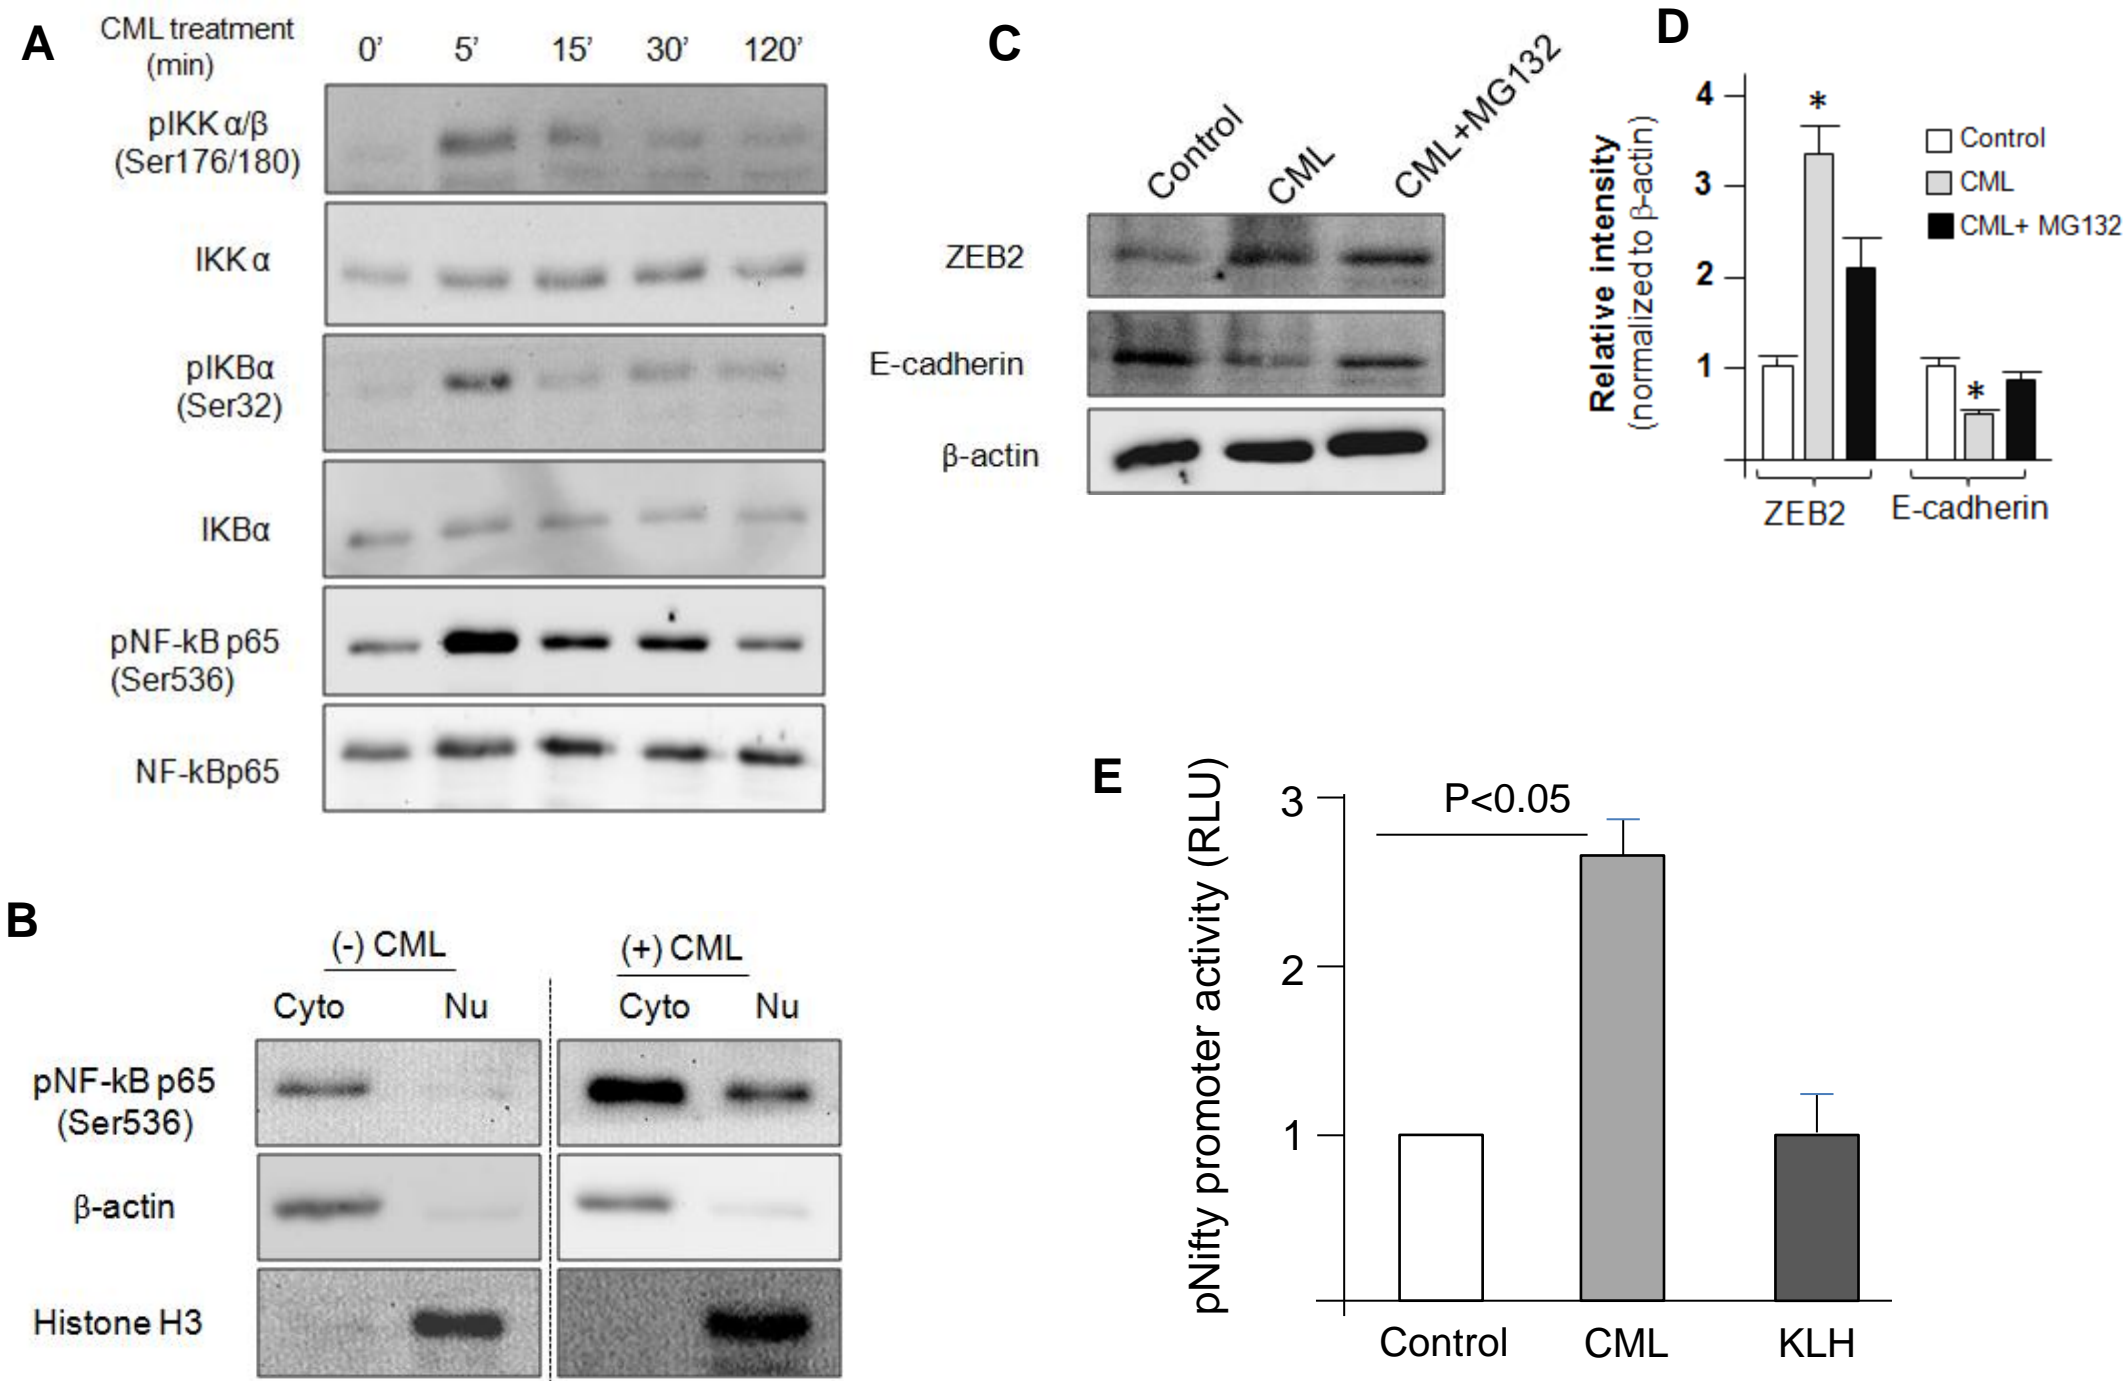 A
CML treatment
(min)
0’
5’
15’
30’
120’
pIKK α/β
(Ser176/180)
IKK α
pIKBα
(Ser32)
IKBα
pNF-kB p65
(Ser536)
NF-kBp65
B
(-) CML
(+) CML
Cyto
Nu
Cyto
Nu
pNF-kB p65
(Ser536)
β-actin
Histone H3
C
Control
CML
CML+MG132
ZEB2
E-cadherin
β-actin
D
Relative intensity
(normalized to β-actin)
4
3
2
1
*
*
Control
CML
CML+ MG132
ZEB2
E-cadherin
E
pNifty promoter activity (RLU)
3
2
1
P<0.05
Control
CML
KLH